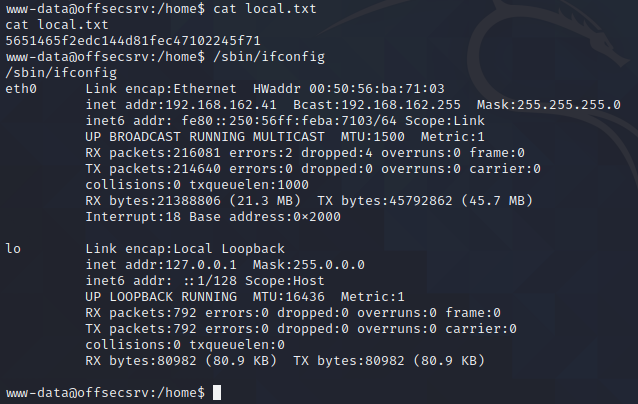 www-data@offsecsrv:/home$ cat local.txt
cat local.txt
5651465f2edc144d81fec47102245f71
www-data@offsecsrv:/home$ /sbin/ifconfig
/sbin/ifconfig
eth0      Link encap:Ethernet  HWaddr 00:50:56:ba:71:03
          inet addr:192.168.162.41  Bcast:192.168.162.255  Mask:255.255.255.0
          inet6 addr: fe80::250:56ff:feba:7103/64 Scope:Link
          UP BROADCAST RUNNING MULTICAST  MTU:1500  Metric:1
          RX packets:216081 errors:2 dropped:4 overruns:0 frame:0
          TX packets:214640 errors:0 dropped:0 overruns:0 carrier:0
          collisions:0 txqueuelen:1000
          RX bytes:21388806 (21.3 MB)  TX bytes:45792862 (45.7 MB)
          Interrupt:18 Base address:0×2000
lo        Link encap:Local Loopback
          inet addr:127.0.0.1  Mask:255.0.0.0
          inet6 addr: ::1/128 Scope:Host
          UP LOOPBACK RUNNING  MTU:16436  Metric:1
          RX packets:792 errors:0 dropped:0 overruns:0 frame:0
          TX packets:792 errors:0 dropped:0 overruns:0 carrier:0
          collisions:0 txqueuelen:0
          RX bytes:80982 (80.9 KB)  TX bytes:80982 (80.9 KB)
www-data@offsecsrv:/home$